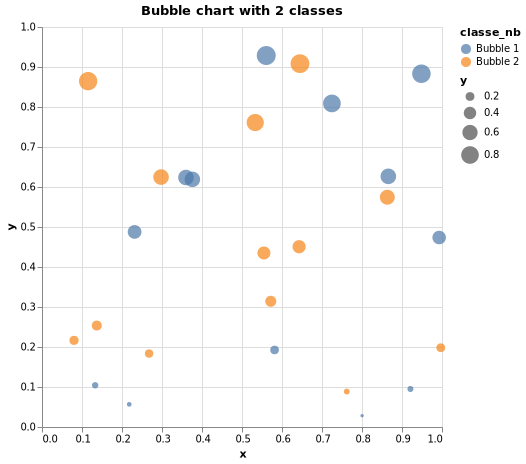 Bubble chart with 2 classes
1.0
0.9
0.8
0.7
0.6
0.5
0.4
0.3
0.2
0.1
0.0
y
0.0 0.1 0.2 0.3 0.4 0.5 0.6 0.7 0.8 0.9 1.0
x
classe_nb
Bubble 1
Bubble 2
y
0.2
0.4
0.6
0.8